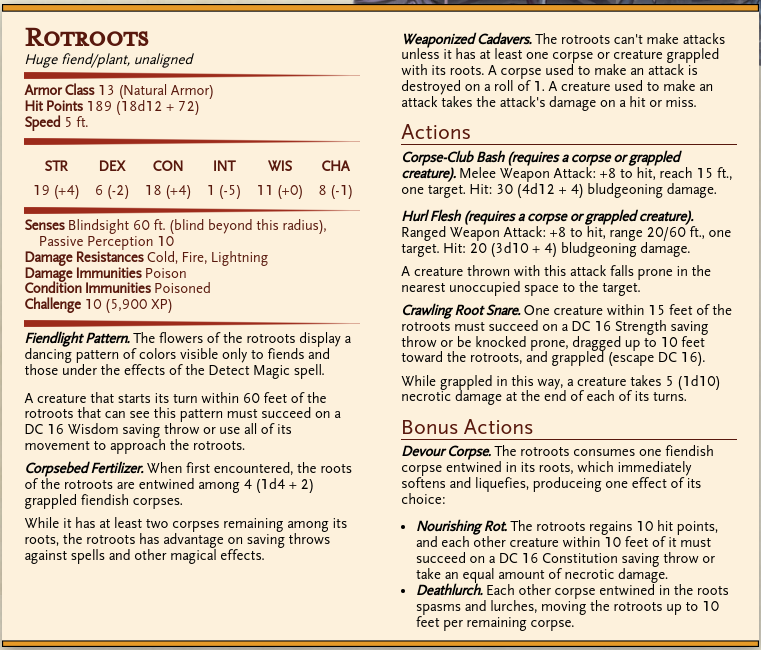 Rotroots
Huge fiend/plant, unaligned
Armor Class 13 (Natural Armor)
Hit Points 189 (18d12 + 72)
Speed 5 ft.
STR DEX CON INT WIS CHA
19 (+4) 6 (-2) 18 (+4) 1 (-5) 11 (+0) 8 (-1)
Senses Blindsight 60 ft. (blind beyond this radius),
Passive Perception 10
Damage Resistances Cold, Fire, Lightning
Damage Immunities Poison
Condition Immunities Poisoned
Challenge 10 (5,900 XP)
Fiendlight Pattern. The flowers of the rotroots display a
dancing pattern of colors visible only to fiends and
those under the effects of the Detect Magic spell.
A creature that starts its turn within 60 feet of the
rotroots that can see this pattern must succeed on a
DC 16 Wisdom saving throw or use all of its
movement to approach the rotroots.
Corpsebed Fertilizer. When first encountered, the roots
of the rotroots are entwined among 4 (1d4 + 2)
grappled fiendish corpses.
While it has at least two corpses remaining among its
roots, the rotroots has advantage on saving throws
against spells and other magical effects.
Weaponized Cadavers. The rotroots can't make attacks
unless it has at least one corpse or creature grappled
with its roots. A corpse used to make an attack is
destroyed on a roll of 1. A creature used to make an
attack takes the attack's damage on a hit or miss.
Actions
Corpse-Club Bash (requires a corpse or grappled
creature). Melee Weapon Attack: +8 to hit, reach 15 ft.,
one target. Hit: 30 (4d12 + 4) bludgeoning damage.
Hurl Flesh (requires a corpse or grappled creature).
Ranged Weapon Attack: +8 to hit, range 20/60 ft., one
target. Hit: 20 (3d10 + 4) bludgeoning damage.
A creature thrown with this attack falls prone in the
nearest unoccupied space to the target.
Crawling Root Snare. One creature within 15 feet of the
rotroots must succeed on a DC 16 Strength saving
throw or be knocked prone, dragged up to 10 feet
toward the rotroots, and grappled (escape DC 16).
While grappled in this way, a creature takes 5 (1d10)
necrotic damage at the end of each of its turns.
Bonus Actions
Devour Corpse. The rotroots consumes one fiendish
corpse entwined in its roots, which immediately
softens and liquefies, produceing one effect of its
choice:
• Nourishing Rot. The rotroots regains 10 hit points,
and each other creature within 10 feet of it must
succeed on a DC 16 Constitution saving throw or
take an equal amount of necrotic damage.
• Deathlurch. Each other corpse entwined in the roots
spasms and lurches, moving the rotroots up to 10
feet per remaining corpse.